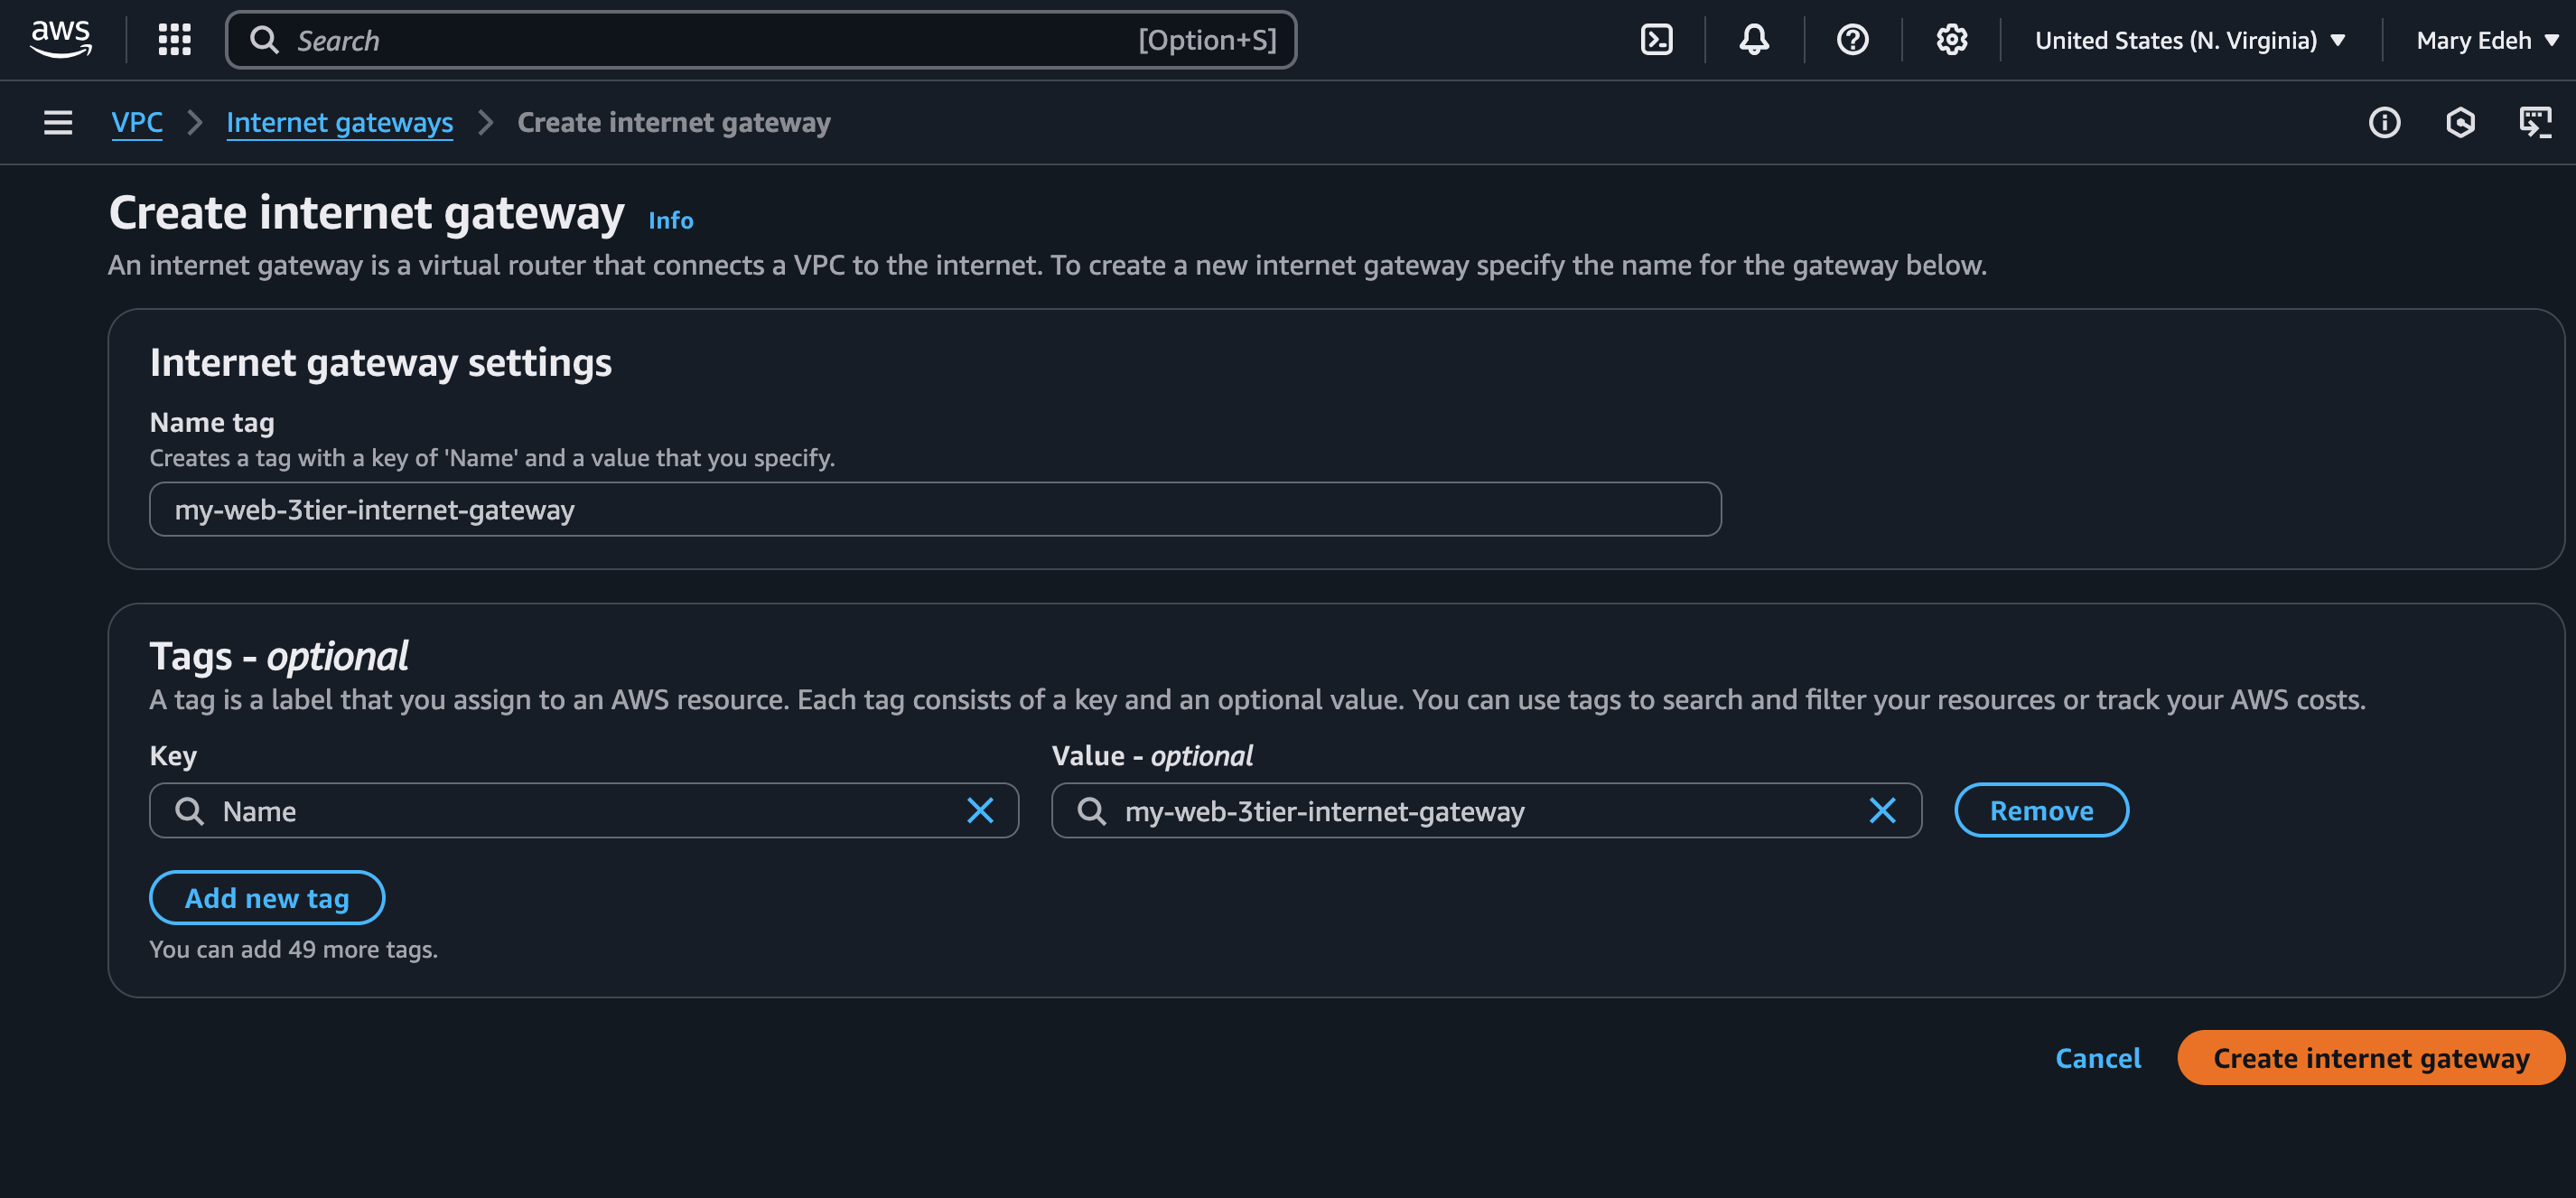 aws
Search [Option+S] United States (N. Virginia) Mary Edeh
VPC Internet gateways Create internet gateway
Create internet gateway Info
An internet gateway is a virtual router that connects a VPC to the internet. To create a new internet gateway specify the name for the gateway below.
Internet gateway settings
Name tag
Creates a tag with a key of 'Name' and a value that you specify.
my-web-3tier-internet-gateway
Tags - optional
A tag is a label that you assign to an AWS resource. Each tag consists of a key and an optional value. You can use tags to search and filter your resources or track your AWS costs.
Key Value - optional
Name my-web-3tier-internet-gateway Remove
Add new tag
You can add 49 more tags.
Cancel Create internet gateway